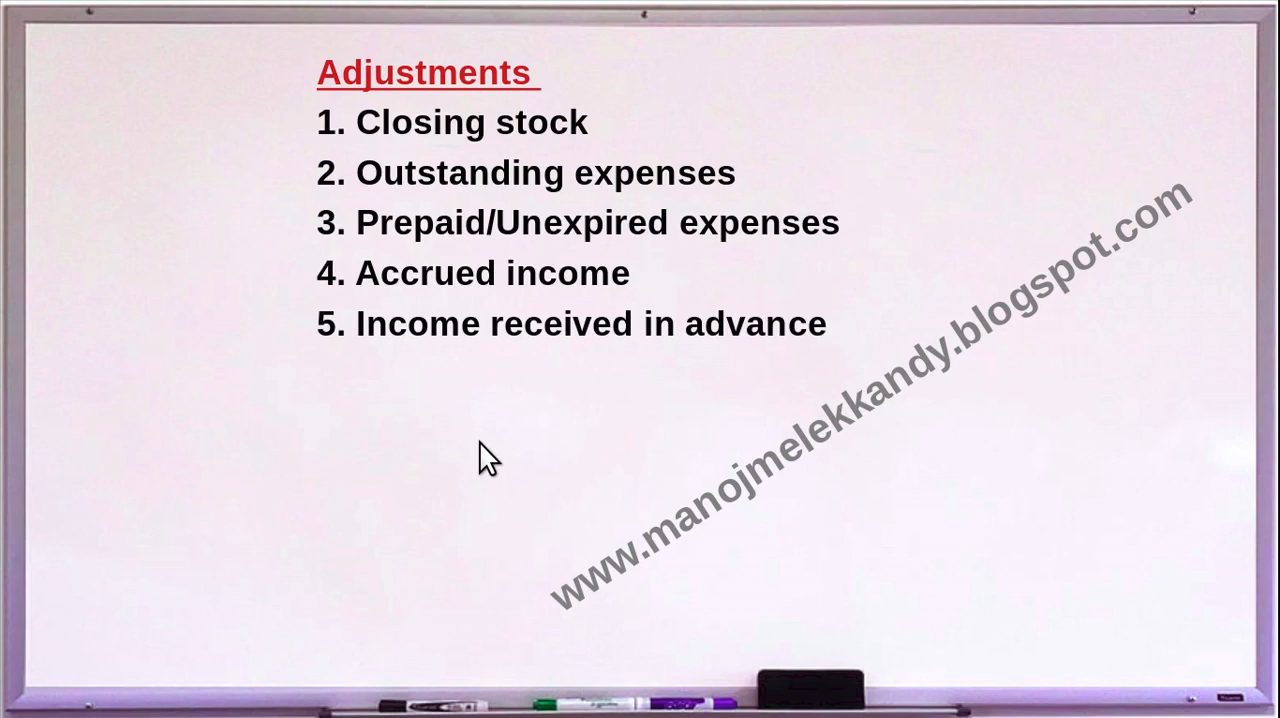 Adjustments
1. Closing stock
2. Outstanding expenses
3. Prepaid/Unexpired expenses
4. Accrued income
5. Income received in advance
www.manojmelekkandy.blogspot.com